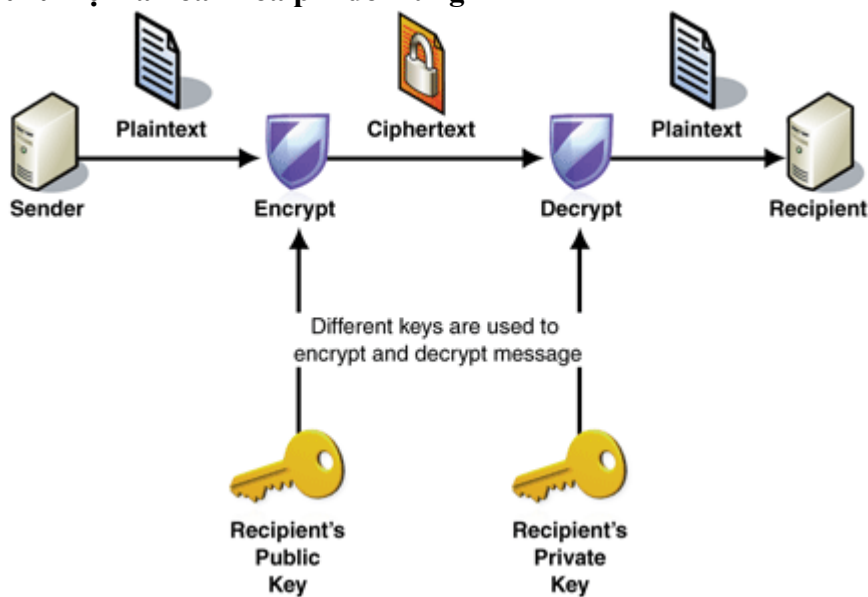 Plaintext
Ciphertext
Plaintext
Sender
Encrypt
Decrypt
Recipient
Different keys are used to
encrypt and decrypt message
Recipient's
Public
Key
Recipient's
Private
Key